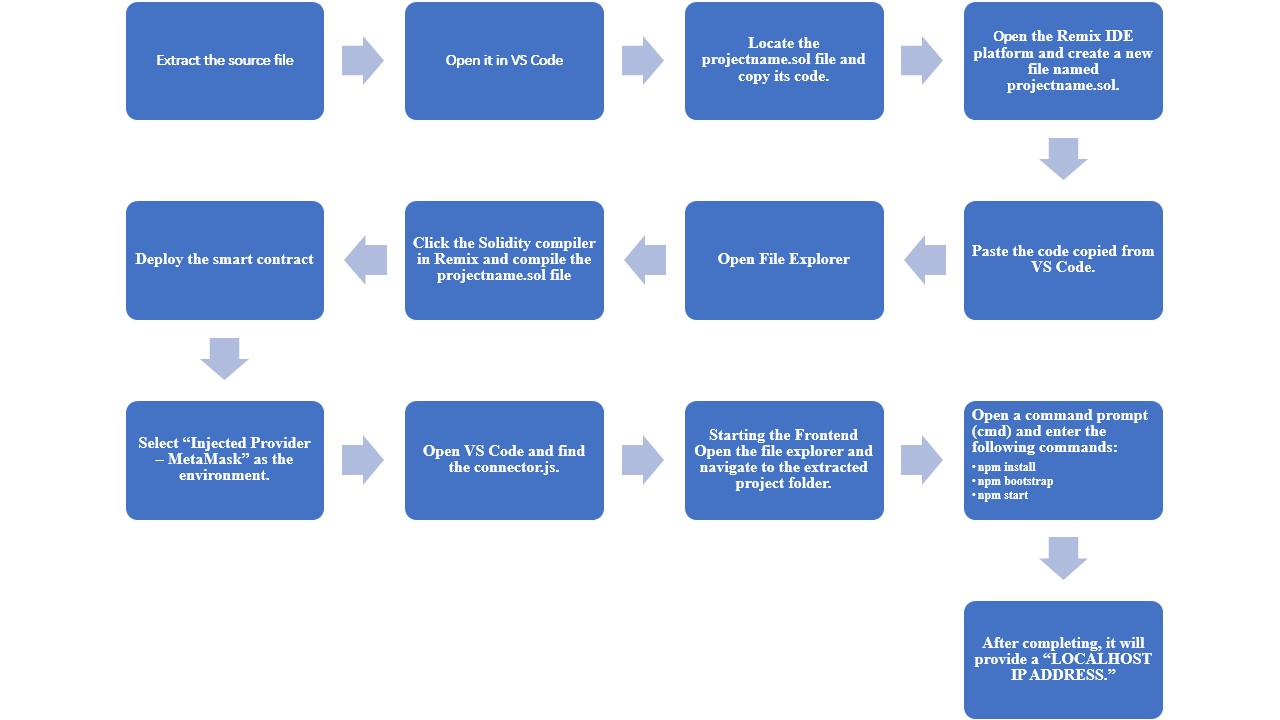 Extract the source file
Open it in VS Code
Locate the
projectname.sol file and
copy its code.
Open the Remix IDE
platform and create a new
file named
projectname.sol.
Paste the code copied from
VS Code.
Open File Explorer
Click the Solidity compiler
in Remix and compile the
projectname.sol file
Deploy the smart contract
Select “Injected Provider
– MetaMask” as the
environment.
Open VS Code and find
the connector.js.
Starting the Frontend
Open the file explorer and
navigate to the extracted
project folder.
Open a command prompt
(cmd) and enter the
following commands:
• npm install
• npm bootstrap
• npm start
After completing, it will
provide a “LOCALHOST
IP ADDRESS.”